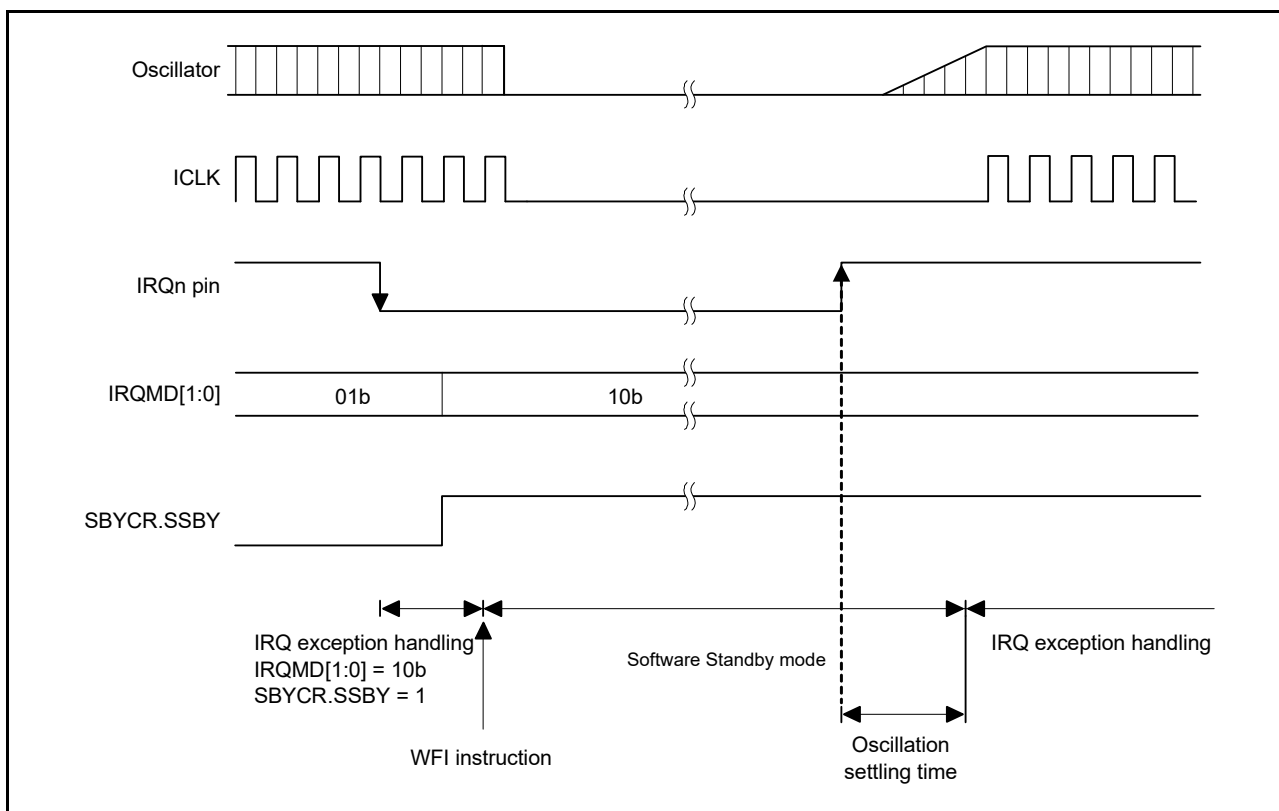 Oscillator
ICLK
IRQn pin
IRQMD[1:0]
01b
10b
SBYCR.SSBY
IRQ exception handling
IRQMD[1:0] = 10b
SBYCR.SSBY = 1
WFI instruction
Software Standby mode
Oscillation
settling time
IRQ exception handling